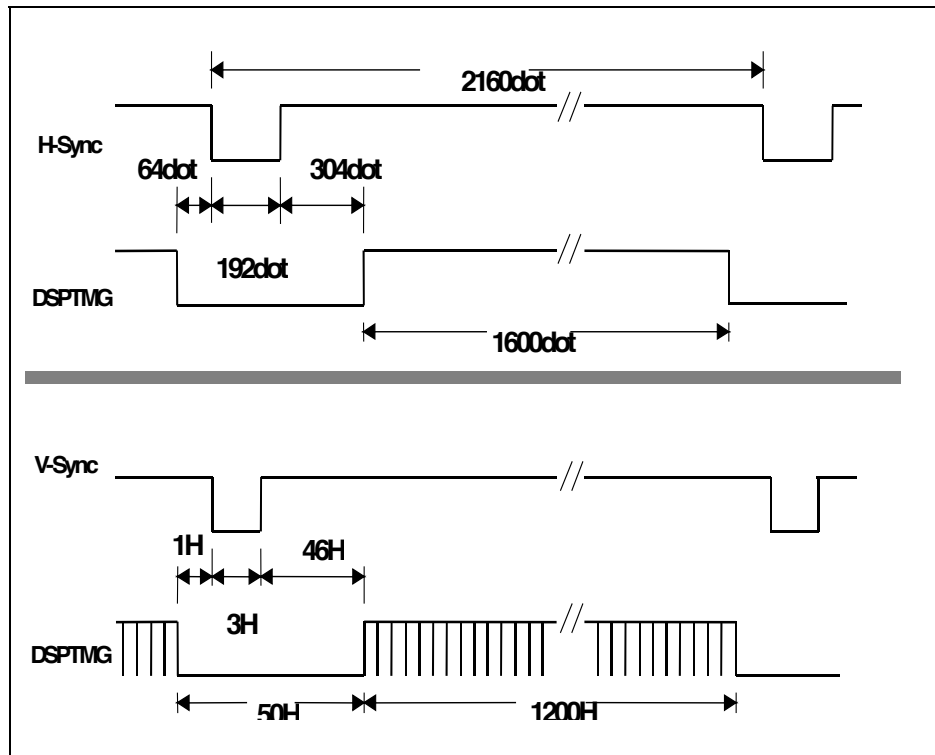 2160dot
H-Sync
64dot
304dot
192dot
DSPTMG
1600dot
V-Sync
1H
46H
3H
DSPTMG
50H
1200H